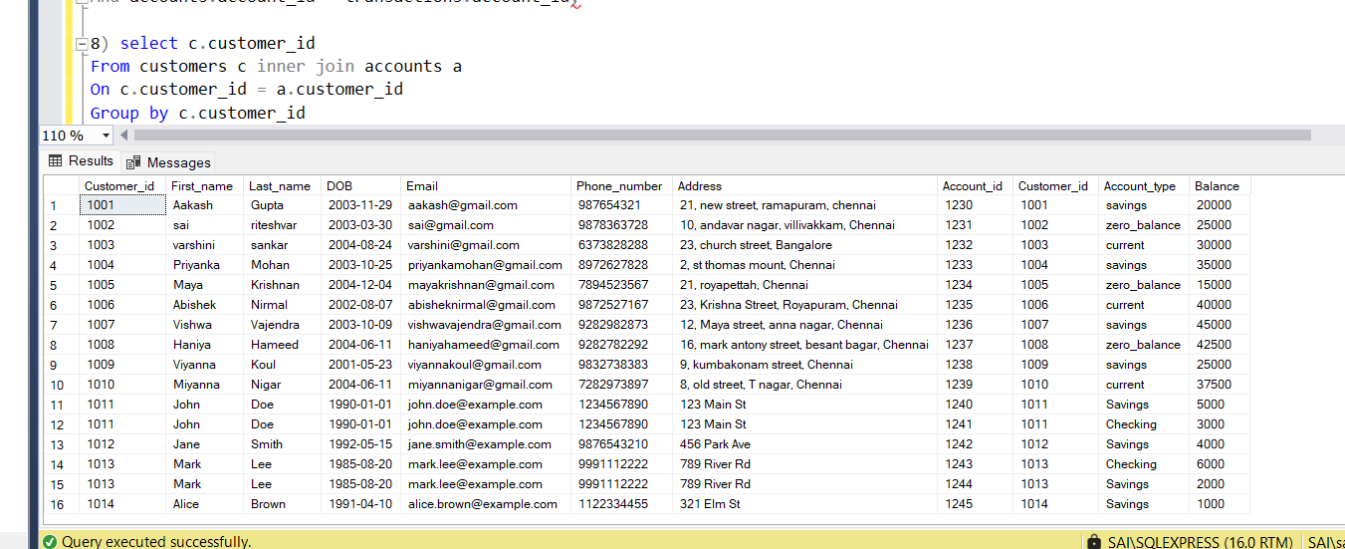 And accounts.account_id = transactions.account_id;
8) select c.customer_id
From customers c inner join accounts a
On c.customer_id = a.customer_id
Group by c.customer_id
110 %
Results Messages
Customer_id First_name Last_name DOB Email Phone_number Address Account_id Customer_id Account_type Balance
1 1001 Aakash Gupta 2003-11-29 aakash@gmail.com 987654321 21, new street, ramapuram, chennai 1230 1001 savings 20000
2 1002 sai riteshvar 2003-03-30 sai@gmail.com 9878363728 10, andavar nagar, villivakkam, Chennai 1231 1002 zero_balance 25000
3 1003 varshini sankar 2004-08-24 varshini@gmail.com 6373828288 23, church street, Bangalore 1232 1003 current 30000
4 1004 Priyanka Mohan 2003-10-25 priyankamohan@gmail.com 8972627828 2, st thomas mount, Chennai 1233 1004 savings 35000
5 1005 Maya Krishnan 2004-12-04 mayakrishnan@gmail.com 7894523567 21, royapettah, Chennai 1234 1005 zero_balance 15000
6 1006 Abishek Nirmal 2002-08-07 abisheknirmal@gmail.com 9872527167 23, Krishna Street, Royapuram, Chennai 1235 1006 current 40000
7 1007 Vishwa Vajendra 2003-10-09 vishwavajendra@gmail.com 9282982873 12, Maya street, anna nagar, Chennai 1236 1007 savings 45000
8 1008 Haniya Hameed 2004-06-11 haniyahameed@gmail.com 9282782292 16, mark antony street, besant bagar, Chennai 1237 1008 zero_balance 42500
9 1009 Viyanna Koul 2001-05-23 viyannakoul@gmail.com 9832738383 9, kumbakonam street, Chennai 1238 1009 savings 25000
10 1010 Miyanna Nigar 2004-06-11 miyannanigar@gmail.com 7282973897 8, old street, T nagar, Chennai 1239 1010 current 37500
11 1011 John Doe 1990-01-01 john.doe@example.com 1234567890 123 Main St 1240 1011 Savings 5000
12 1011 John Doe 1990-01-01 john.doe@example.com 1234567890 123 Main St 1241 1011 Checking 3000
13 1012 Jane Smith 1992-05-15 jane.smith@example.com 9876543210 456 Park Ave 1242 1012 Savings 4000
14 1013 Mark Lee 1985-08-20 mark.lee@example.com 9991112222 789 River Rd 1243 1013 Checking 6000
15 1013 Mark Lee 1985-08-20 mark.lee@example.com 9991112222 789 River Rd 1244 1013 Savings 2000
16 1014 Alice Brown 1991-04-10 alice.brown@example.com 1122334455 321 Elm St 1245 1014 Savings 1000
Query executed successfully. SAI\SQLEXPRESS (16.0 RTM) SAI\sa